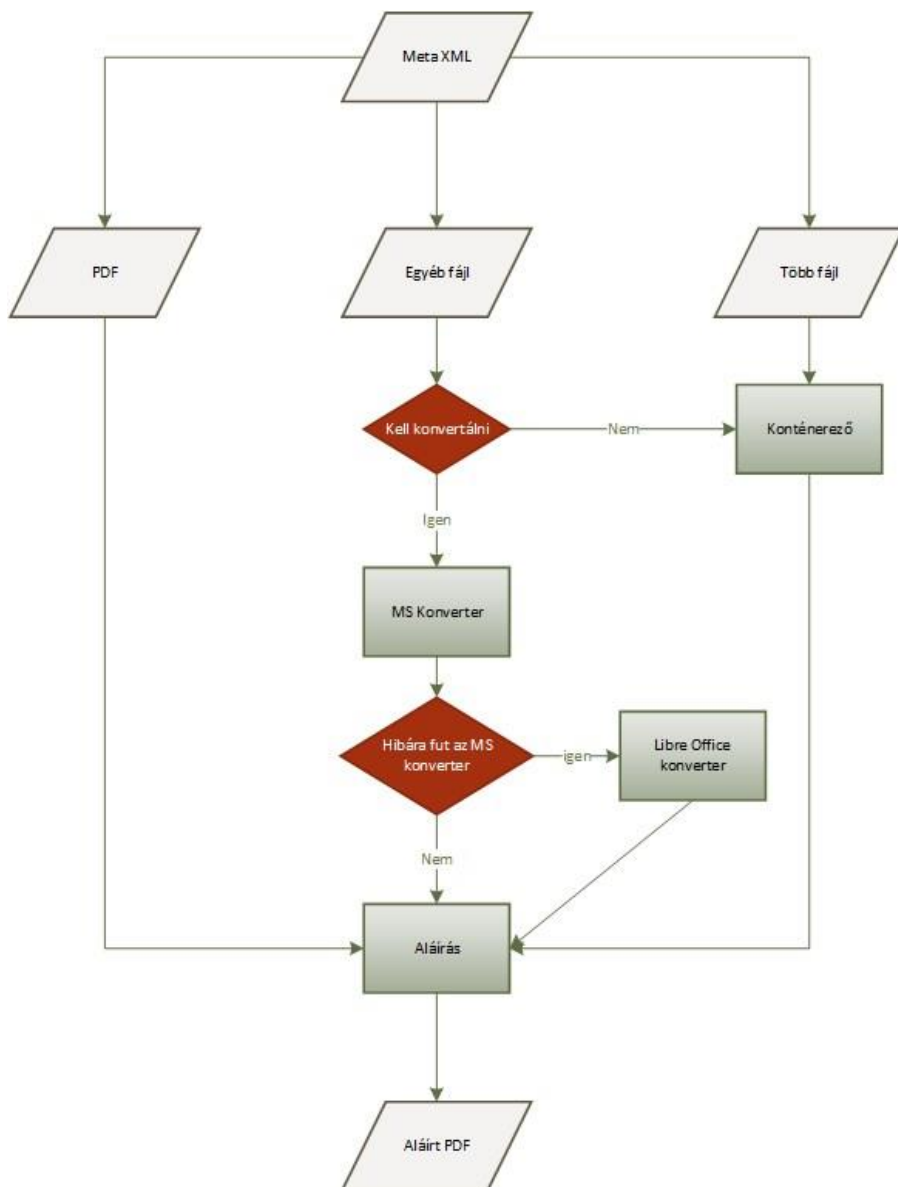 Meta XML
PDF
Egyéb fájl
Több fájl
Kell konvertálni
Nem
Konténerező
Igen
MS Konverter
Hibára fut az MS
konverter
igen
Libre Office
konverter
Nem
Aláírás
Aláírt PDF